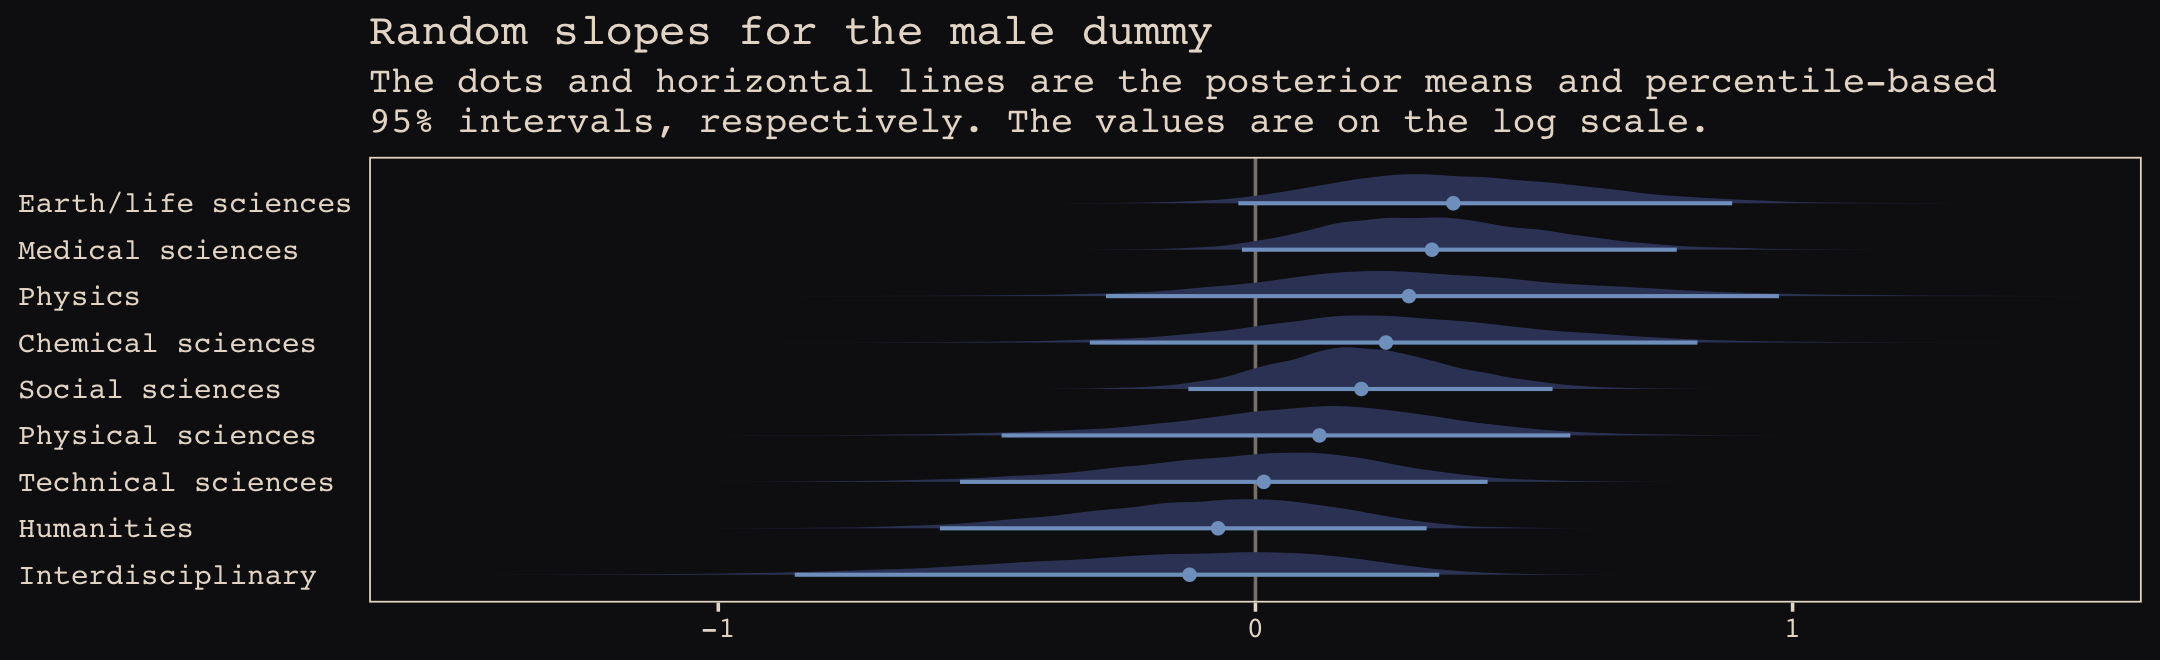 Random slopes for the male dummy
The dots and horizontal lines are the posterior means and percentile-based
95% intervals, respectively. The values are on the log scale.
Earth/life sciences
Medical sciences
Physics
Chemical sciences
Social sciences
Physical sciences
Technical sciences
Humanities
Interdisciplinary
-1 0 1